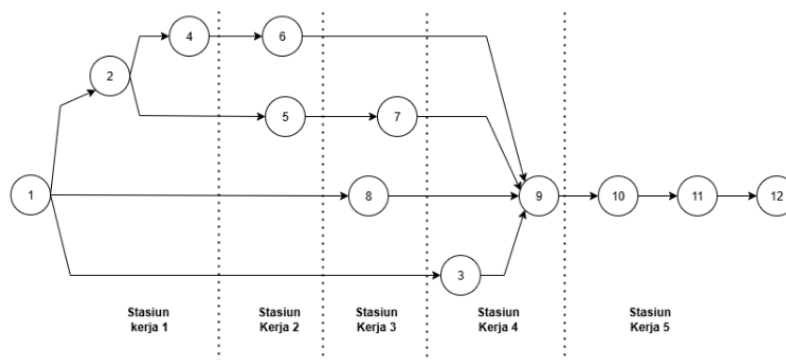 4
6
2
5
7
1
8
9
10
11
12
3
Stasiun
kerja 1
Stasiun
Kerja 2
Stasiun
Kerja 3
Stasiun
Kerja 4
Stasiun
Kerja 5